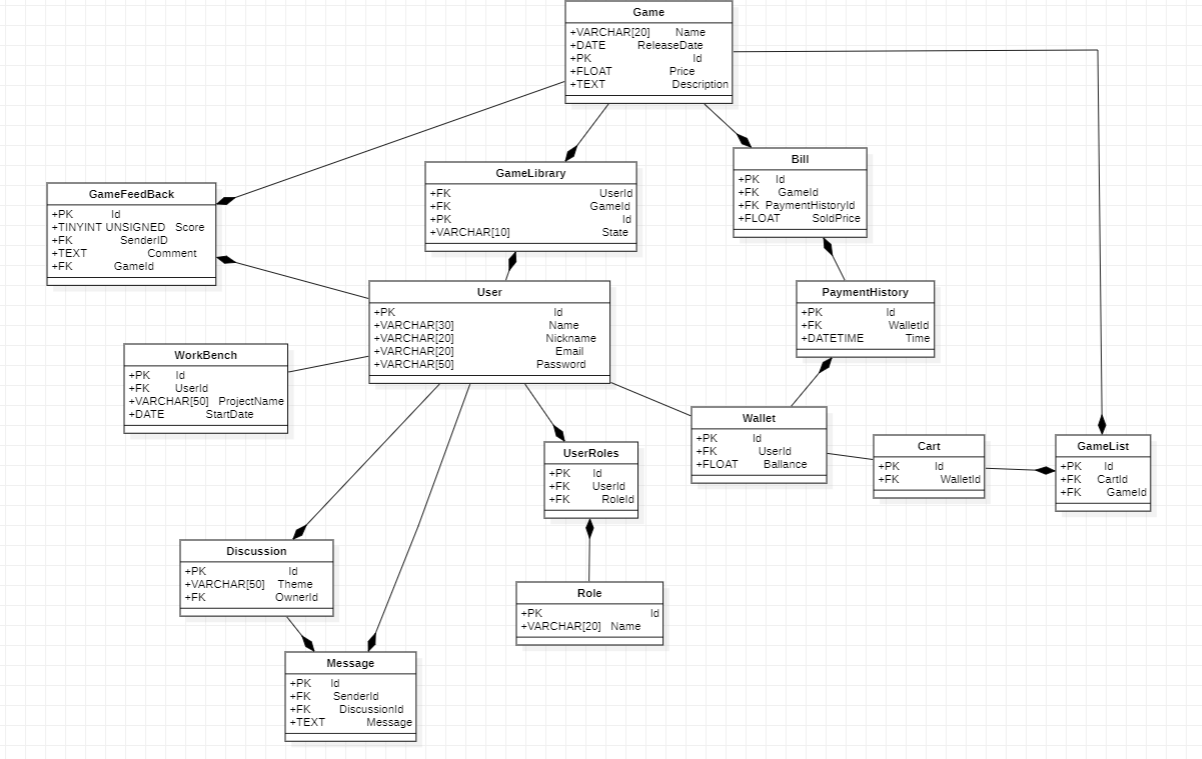 Game
+VARCHAR[20] Name
+DATE ReleaseDate
+PK Id
+FLOAT Price
+TEXT Description
GameLibrary
+FK UserId
+FK GameId
+PK Id
+VARCHAR[10] State
Bill
+PK Id
+FK GameId
+FK PaymentHistoryId
+FLOAT SoldPrice
GameFeedBack
+PK Id
+TINYINT UNSIGNED Score
+FK SenderID
+TEXT Comment
+FK GameId
User
+PK Id
+VARCHAR[30] Name
+VARCHAR[20] Nickname
+VARCHAR[20] Email
+VARCHAR[50] Password
PaymentHistory
+PK Id
+FK WalletId
+DATETIME Time
WorkBench
+PK Id
+FK UserId
+VARCHAR[50] ProjectName
+DATE StartDate
Wallet
+PK Id
+FK UserId
+FLOAT Ballance
Cart
+PK Id
+FK WalletId
GameList
+PK Id
+FK CartId
+FK GameId
UserRoles
+PK Id
+FK UserId
+FK RoleId
Discussion
+PK Id
+VARCHAR[50] Theme
+FK OwnerId
Role
+PK Id
+VARCHAR[20] Name
Message
+PK Id
+FK SenderId
+FK DiscussionId
+TEXT Message